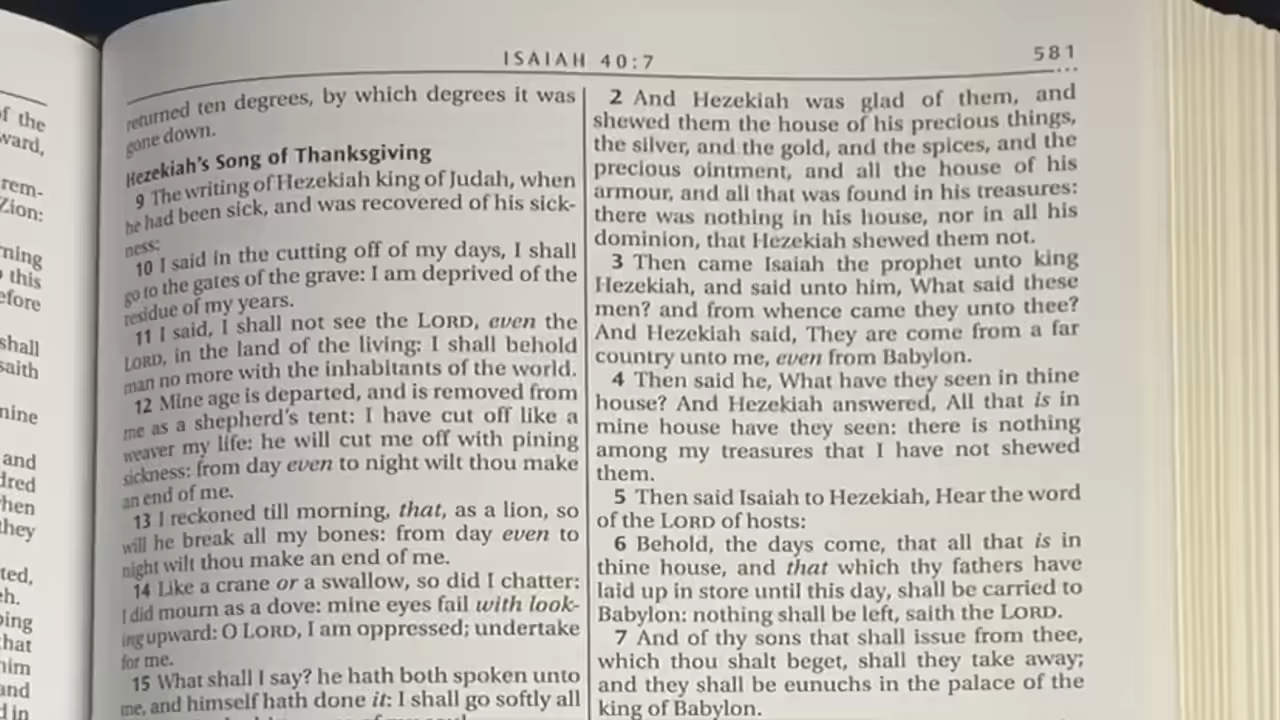 f the
ward,
rem-
Zion:
ning
this
efore
shall
saith
nine
and
dred
hen
they
ted,
eh.
ing
hat
him
and
d in
ISAIAH 40:7
581
returned ten degrees, by which degrees it was
gone down.
Hezekiah's Song of Thanksgiving
9 The writing of Hezekiah king of Judah, when
he had been sick, and was recovered of his sick-
ness:
10 I said in the cutting off of my days, I shall
go to the gates of the grave: I am deprived of the
residue of my years.
11 I said, I shall not see the LORD, even the
LORD, in the land of the living: I shall behold
man no more with the inhabitants of the world.
12 Mine age is departed, and is removed from
me as a shepherd's tent: I have cut off like a
weaver my life: he will cut me off with pining
sickness: from day even to night wilt thou make
an end of me.
13 I reckoned till morning, that, as a lion, so
will he break all my bones: from day even to
night wilt thou make an end of me.
14 Like a crane or a swallow, so did I chatter:
I did mourn as a dove: mine eyes fail with look-
ing upward: O LORD, I am oppressed; undertake
for me.
15 What shall I say? he hath both spoken unto
me, and himself hath done it: I shall go softly all
2 And Hezekiah was glad of them, and
shewed them the house of his precious things,
the silver, and the gold, and the spices, and the
precious ointment, and all the house of his
armour, and all that was found in his treasures:
there was nothing in his house, nor in all his
dominion, that Hezekiah shewed them not.
3 Then came Isaiah the prophet unto king
Hezekiah, and said unto him, What said these
men? and from whence came they unto thee?
And Hezekiah said, They are come from a far
country unto me, even from Babylon.
4 Then said he, What have they seen in thine
house? And Hezekiah answered, All that is in
mine house have they seen: there is nothing
among my treasures that I have not shewed
them.
5 Then said Isaiah to Hezekiah, Hear the word
of the LORD of hosts:
6 Behold, the days come, that all that is in
thine house, and that which thy fathers have
laid up in store until this day, shall be carried to
Babylon: nothing shall be left, saith the LORD.
7 And of thy sons that shall issue from thee,
which thou shalt beget, shall they take away;
and they shall be eunuchs in the palace of the
king of Babylon.